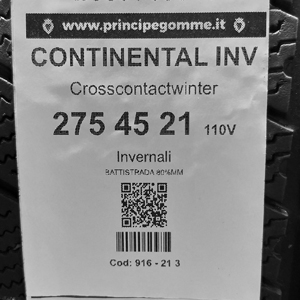 www.principegomme.it
CONTINENTAL INV
Crosscontactwinter
275 45 21 110V
Invernali
BATTISTRADA 80%MM
Cod: 916 - 21 3